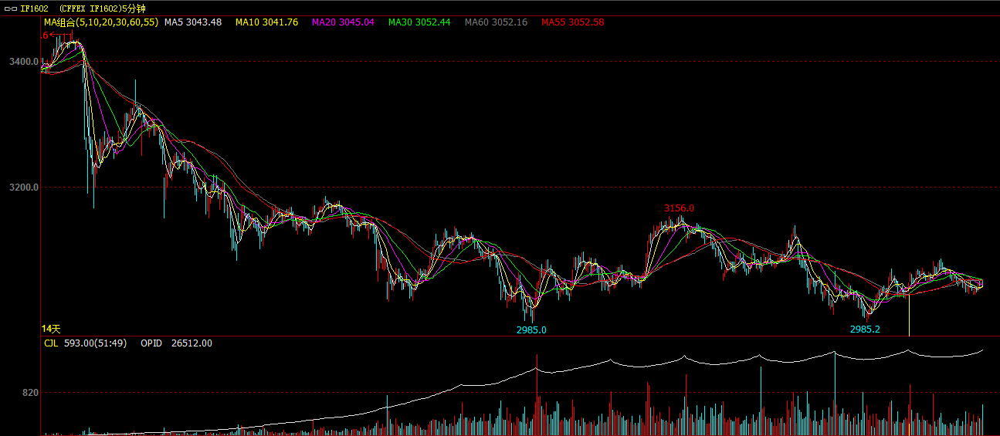 IF1602 (CFFEX IF1602)5分钟
MA组合(5,10,20,30,60,55) MA5 3043.48 MA10 3041.76 MA20 3045.04 MA30 3052.44 MA60 3052.16 MA55 3052.58
.6
3400.0
3200.0
3156.0
14天
2985.0
2985.2
CJL 593.00(51:49) OPID 26512.00
820